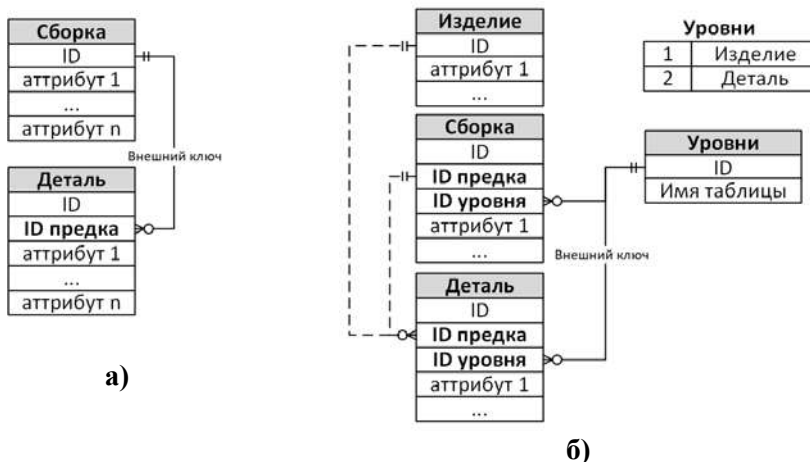 Сборка
ID
аттрибут 1
...
аттрибут n
Внешний ключ
Деталь
ID
ID предка
аттрибут 1
...
аттрибут n
а)
Изделие
ID
аттрибут 1
...
Сборка
ID
ID предка
ID уровня
аттрибут 1
...
Деталь
ID
ID предка
ID уровня
аттрибут 1
...
Уровни
1 Изделие
2 Деталь
Уровни
ID
Имя таблицы
Внешний ключ
б)